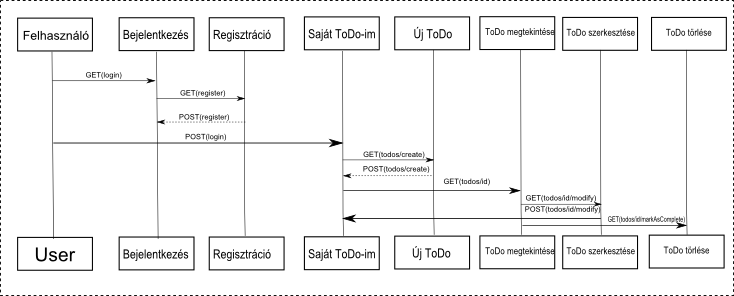 Felhasználó
Bejelentkezés
Regisztráció
Saját ToDo-im
Új ToDo
ToDo megtekintése
ToDo szerkesztése
ToDo törlése
GET(login)
GET(register)
POST(register)
POST(login)
GET(todos/create)
POST(todos/create)
GET(todos/id)
GET(todos/id/modify)
POST(todos/id/modify)
GET(todos/id/markAsComplete)
User
Bejelentkezés
Regisztráció
Saját ToDo-im
Új ToDo
ToDo megtekintése
ToDo szerkesztése
ToDo törlése